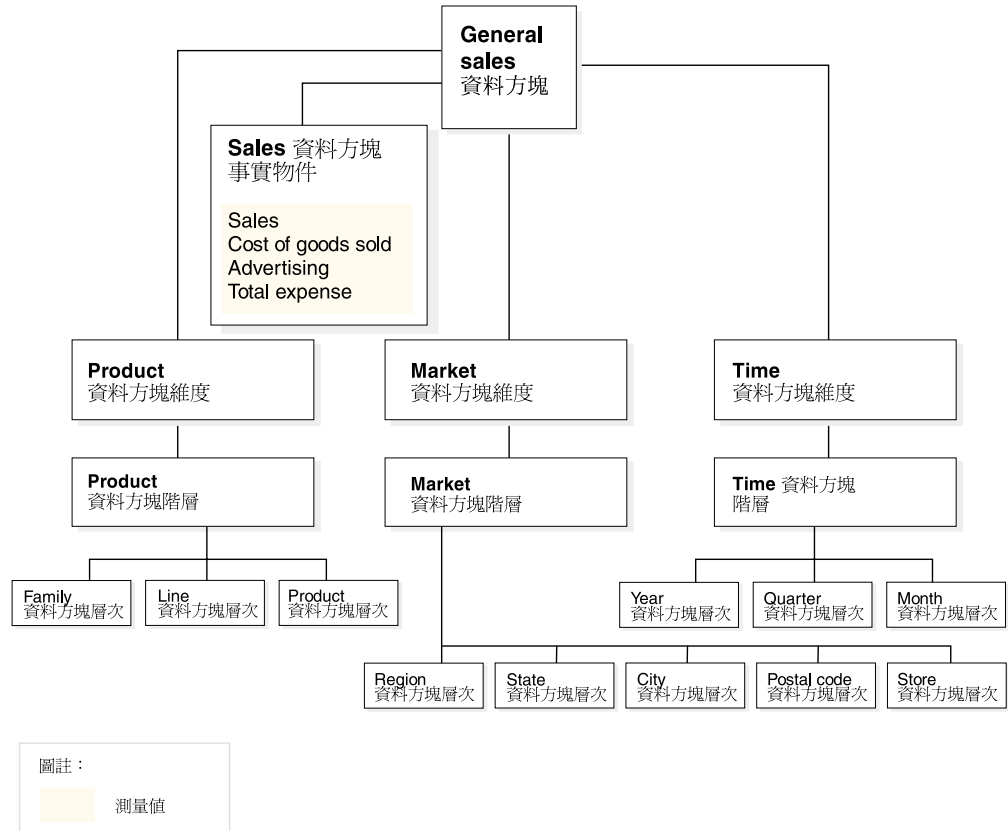 General
sales
資料方塊
Sales 資料方塊
事實物件
Sales
Cost of goods sold
Advertising
Total expense
Product
資料方塊維度
Market
資料方塊維度
Time
資料方塊維度
Product
資料方塊階層
Market
資料方塊階層
Time 資料方塊
階層
Family
資料方塊層次
Line
資料方塊層次
Product
資料方塊層次
Year
資料方塊層次
Quarter
資料方塊層次
Month
資料方塊層次
Region
資料方塊層次
State
資料方塊層次
City
資料方塊層次
Postal code
資料方塊層次
Store
資料方塊層次
圖註：
測量值